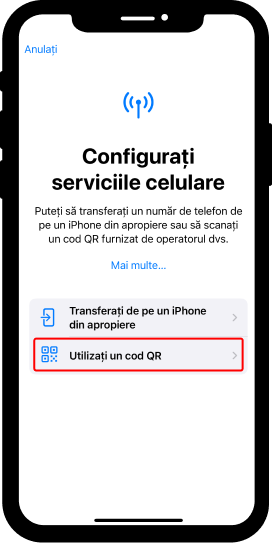 Anulați
Configurați
serviciile celulare
Puteți să transferați un număr de telefon de
pe un iPhone din apropiere sau să scanați
un cod QR furnizat de operatorul dvs.
Mai multe...
Transferați de pe un iPhone
din apropiere
Utilizați un cod QR